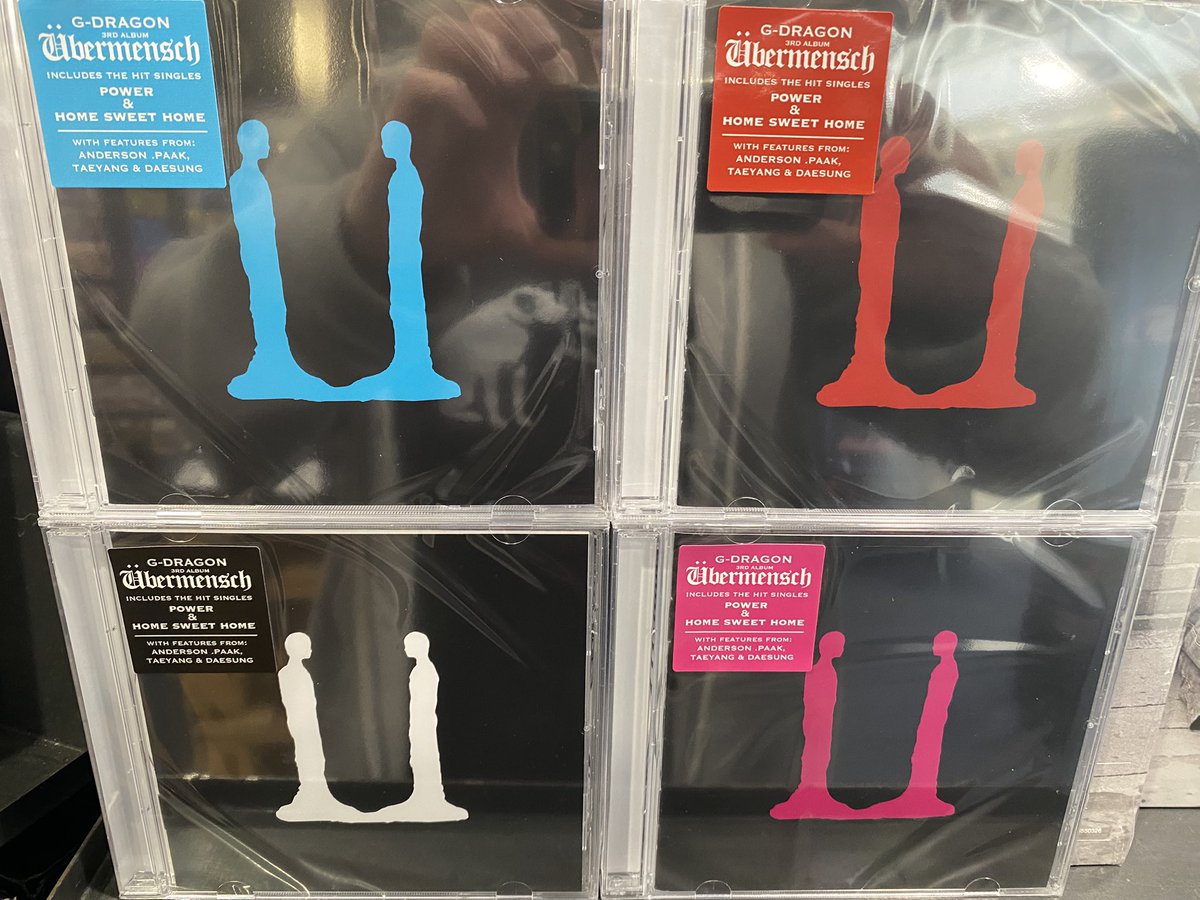 G-DRAGON
3RD ALBUM
Übermensch
INCLUDES THE HIT SINGLES
POWER
&
HOME SWEET HOME
WITH FEATURES FROM:
ANDERSON .PAAK,
TAEYANG & DAESUNG
G-DRAGON
3RD ALBUM
Übermensch
INCLUDES THE HIT SINGLES
POWER
&
HOME SWEET HOME
WITH FEATURES FROM:
ANDERSON .PAAK,
TAEYANG & DAESUNG
G-DRAGON
3RD ALBUM
Übermensch
INCLUDES THE HIT SINGLES
POWER
&
HOME SWEET HOME
WITH FEATURES FROM:
ANDERSON .PAAK,
TAEYANG & DAESUNG
G-DRAGON
3RD ALBUM
Übermensch
INCLUDES THE HIT SINGLES
POWER
&
HOME SWEET HOME
WITH FEATURES FROM:
ANDERSON .PAAK,
TAEYANG & DAESUNG